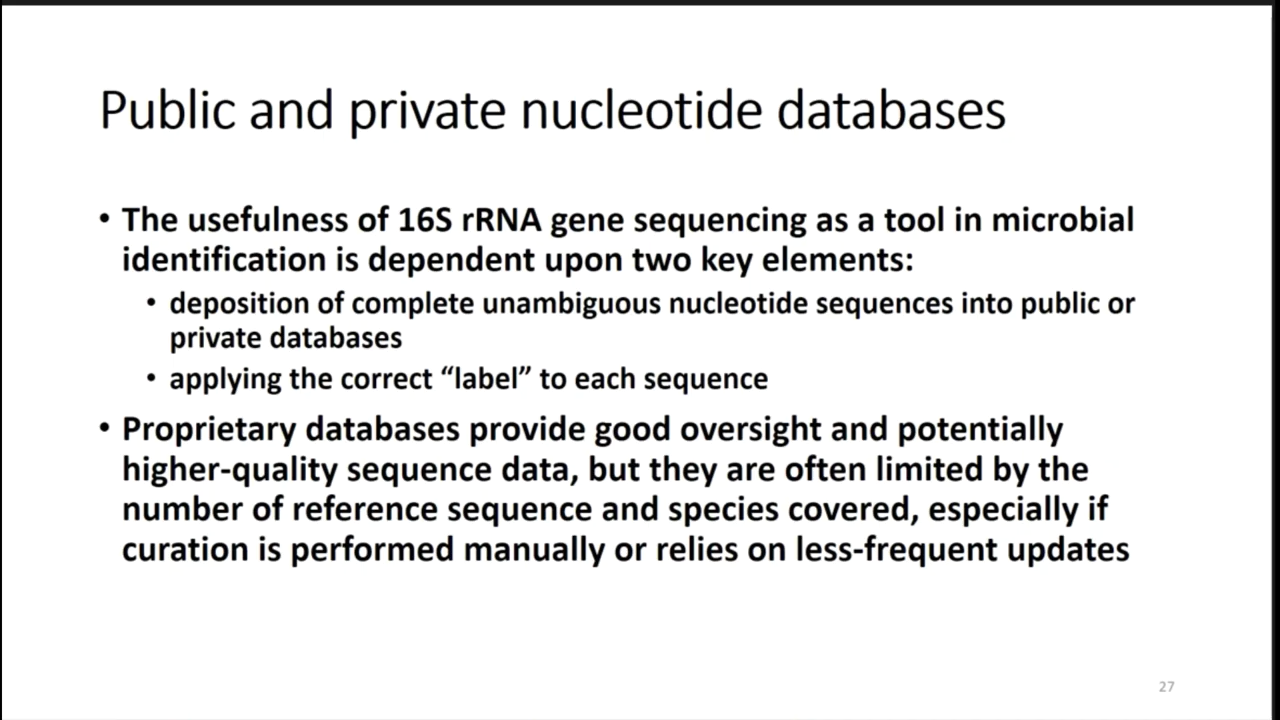 Public and private nucleotide databases
• The usefulness of 16S rRNA gene sequencing as a tool in microbial
identification is dependent upon two key elements:
• deposition of complete unambiguous nucleotide sequences into public or
private databases
• applying the correct “label” to each sequence
• Proprietary databases provide good oversight and potentially
higher-quality sequence data, but they are often limited by the
number of reference sequence and species covered, especially if
curation is performed manually or relies on less-frequent updates
27